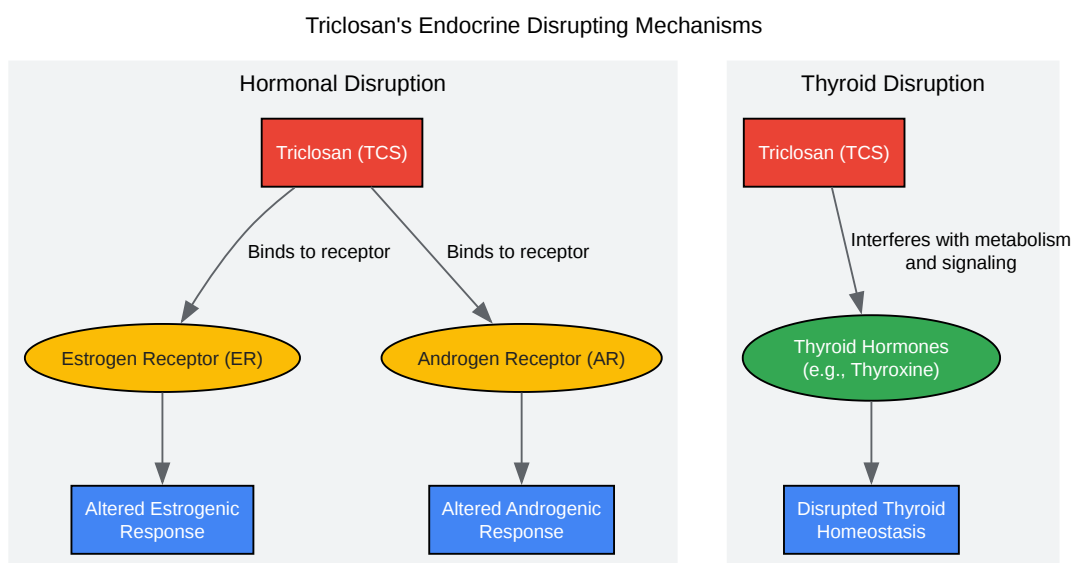 Triclosan's Endocrine Disrupting Mechanisms
Hormonal Disruption
Triclosan (TCS)
Binds to receptor
Binds to receptor
Estrogen Receptor (ER)
Androgen Receptor (AR)
Altered Estrogenic
Response
Altered Androgenic
Response
Thyroid Disruption
Triclosan (TCS)
Interferes with metabolism
and signaling
Thyroid Hormones
(e.g., Thyroxine)
Disrupted Thyroid
Homeostasis